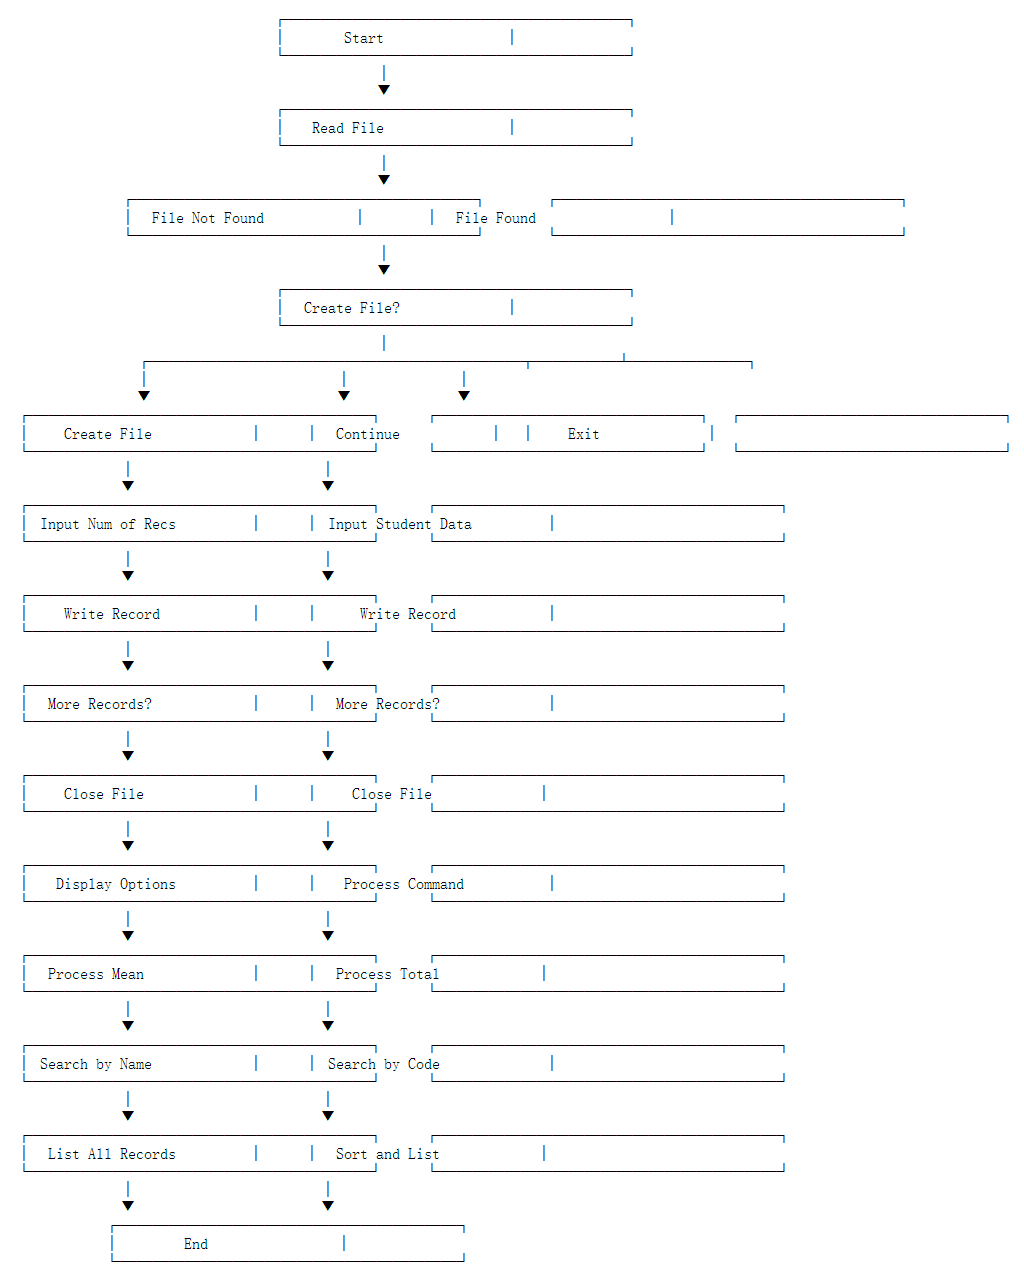 Start
Read File
File Not Found File Found
Create File?
Create File Continue Exit
Input Num of Recs Input Student Data
Write Record Write Record
More Records? More Records?
Close File Close File
Display Options Process Command
Process Mean Process Total
Search by Name Search by Code
List All Records Sort and List
End